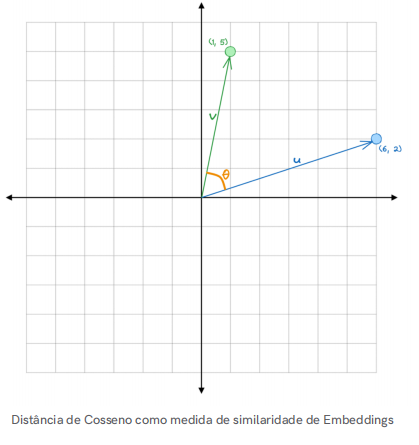 (1, 5)
v
θ
u
(6, 2)
Distância de Cosseno como medida de similaridade de Embeddings